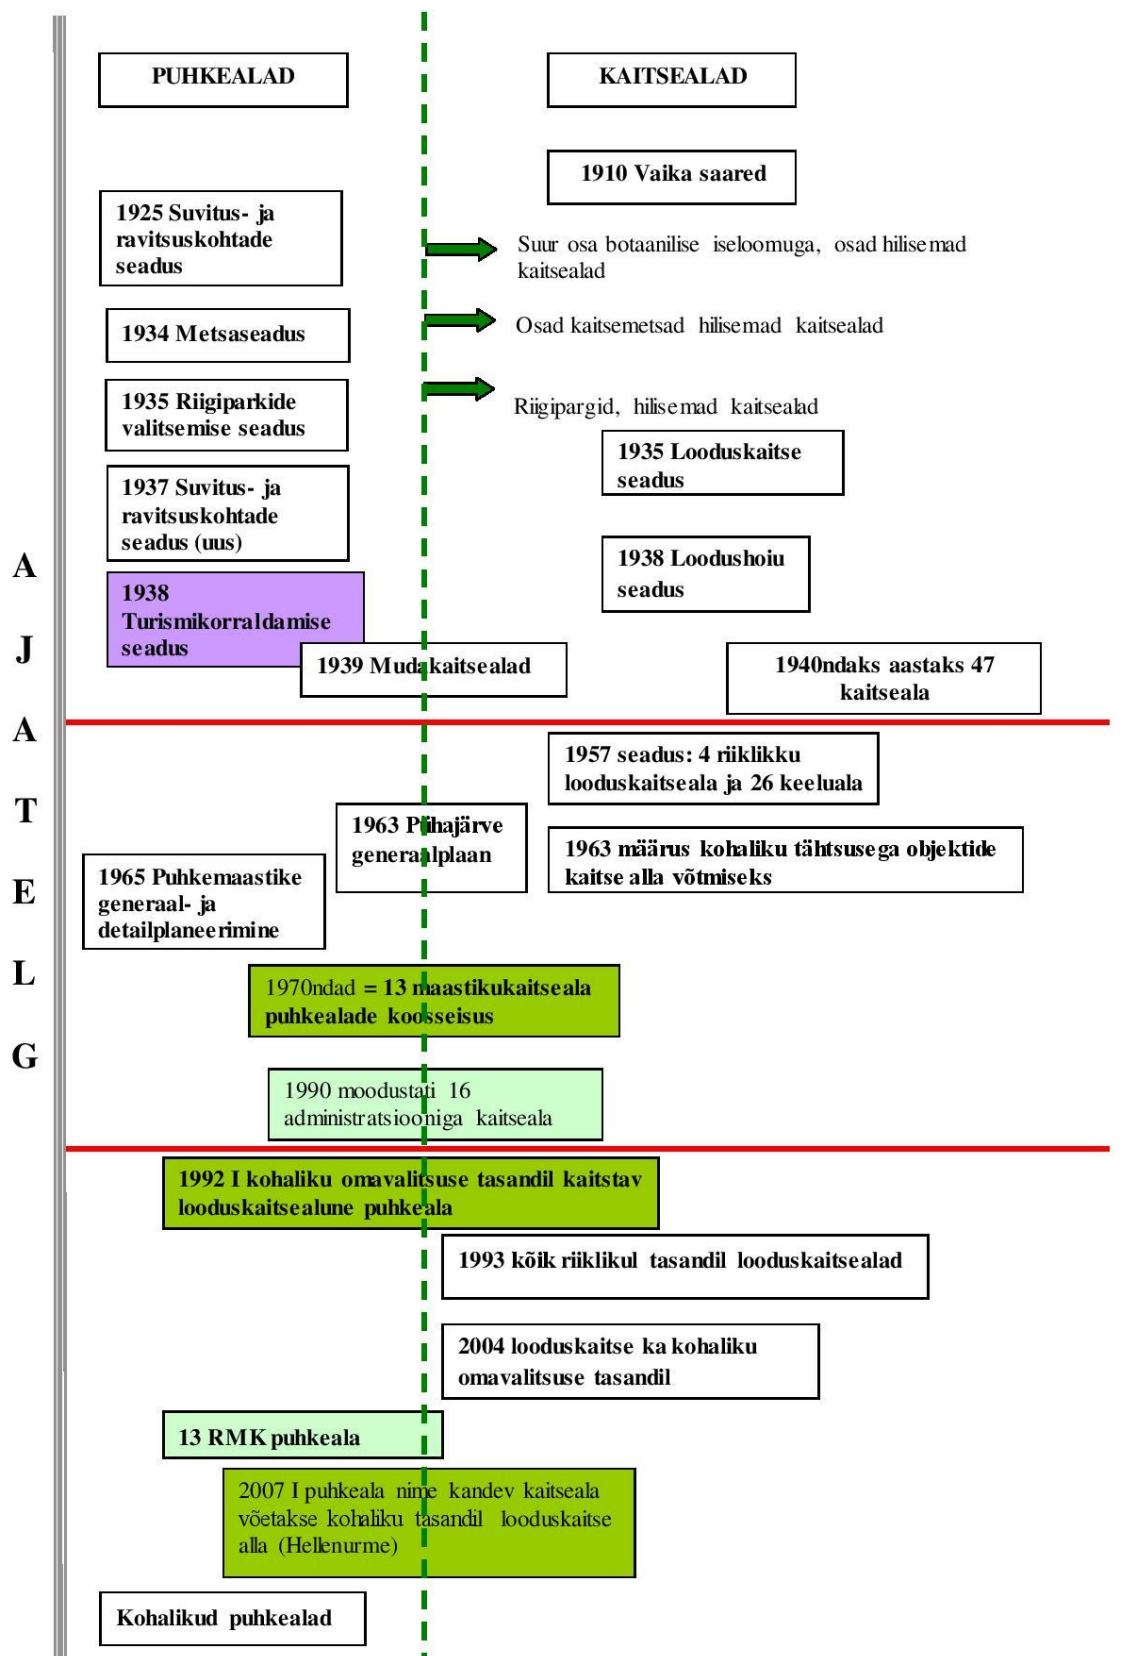 PUHKEALAD
KAITSEALAD
1910 Vaika saared
1925 Suvitus- ja
ravitsuskohtade
seadus
Suur osa botaanilise iseloomuga, osad hilisemad
kaitsealad
1934 Metsaseadus
Osad kaitsemetsad hilisemad kaitsealad
1935 Riigiparkide
valitsemise seadus
Riigipargid, hilisemad kaitsealad
1935 Looduskaitse
seadus
1937 Suvitus- ja
ravitsuskohtade
seadus (uus)
1938 Loodushoiu
seadus
1938
Turismikorraldamise
seadus
1939 Mudakaitsealad
1940ndaks aastaks 47
kaitseala
A
J
A
T
E
L
G
1957 seadus: 4 riiklikku
looduskaitseala ja 26 keeluala
1963 Pühajärve
generaalplaan
1963 määrus kohaliku tähtsusega objektide
kaitse alla võtmiseks
1965 Puhkemaastike
generaal- ja
detailplaneerimine
1970ndad = 13 maastikukaitseala
puhkealade koosseisus
1990 moodustati 16
administratsiooniga kaitseala
1992 I kohaliku omavalitsuse tasandil kaitstav
looduskaitsealune puhkeala
1993 kõik riiklikul tasandil looduskaitsealad
2004 looduskaitse ka kohaliku
omavalitsuse tasandil
13 RMK puhkeala
2007 I puhkeala nime kandev kaitseala
võetakse kohaliku tasandil looduskaitse
alla (Hellenurme)
Kohalikud puhkealad